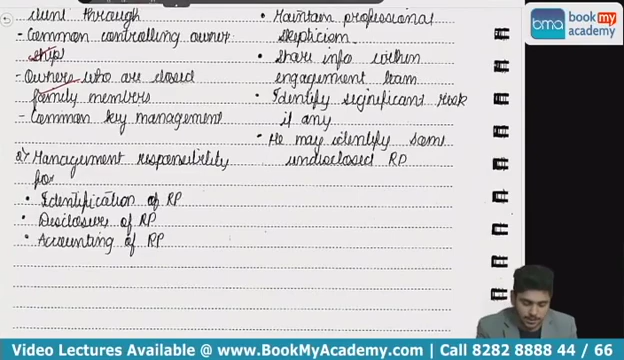 client through
- Common controlling owner
ship
- Owners who are closed
family members
- Common key management
2) Management responsibility
for
• Identification of RP
• Disclosure of RP
• Accounting of RP
• Maintain professional
skepticism
• Share info within
engagement team
• Identify significant risk
if any
• He may identify some
undisclosed RP
bma
book my
academy
Video Lectures Available @ www.BookMyAcademy.com | Call 8282 8888 44 / 66